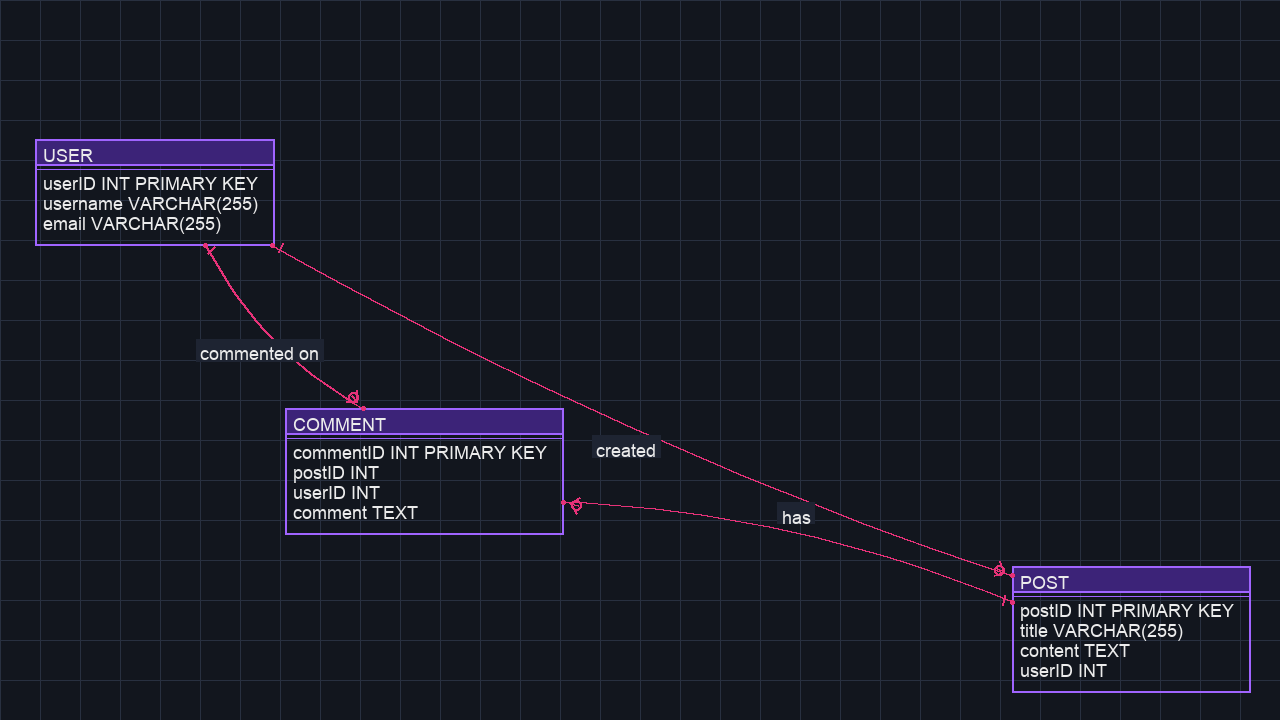 USER
userID INT PRIMARY KEY
username VARCHAR(255)
email VARCHAR(255)
commented on
COMMENT
commentID INT PRIMARY KEY
postID INT
userID INT
comment TEXT
created
has
POST
postID INT PRIMARY KEY
title VARCHAR(255)
content TEXT
userID INT